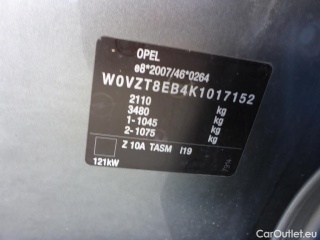 OPEL
e8*2007/46*0264
W0VZT8EB4K1017152
2110 kg
3480 kg
1-1045 kg
2-1075 kg
Z 10A TASM I19
121kW
CarOutlet.eu